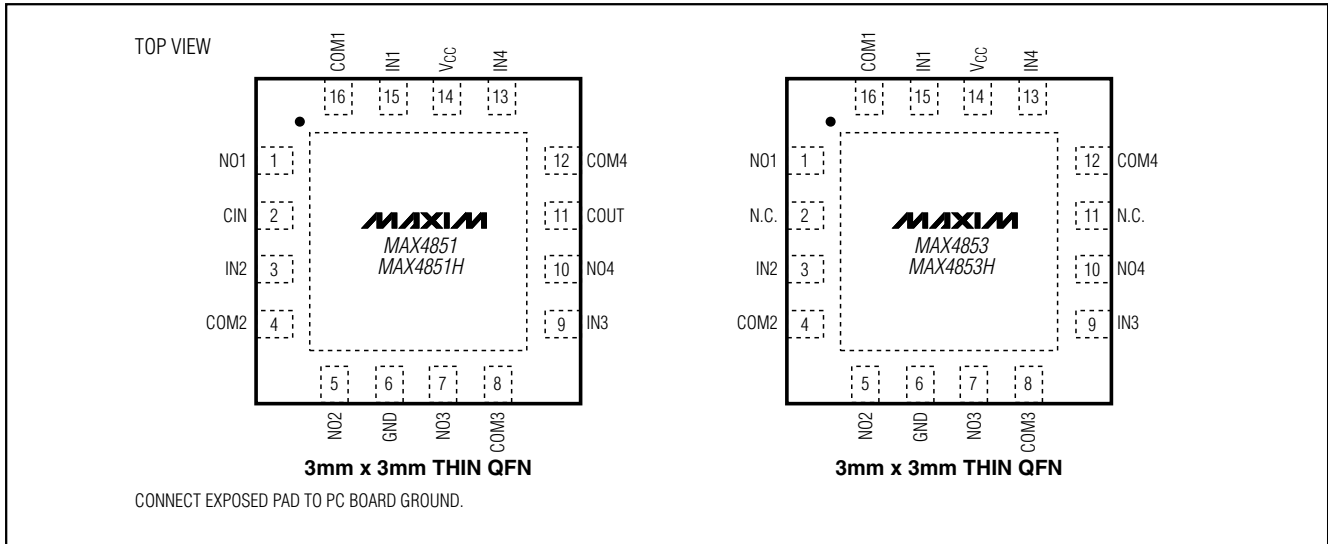 TOP VIEW
COM1 IN1 VCC IN4
16 15 14 13
NO1 1
CIN 2
IN2 3
COM2 4
12 COM4
11 COUT
10 NO4
9 IN3
MAXIM
MAX4851
MAX4851H
5 6 7 8
NO2 GND NO3 COM3
3mm x 3mm THIN QFN
COM1 IN1 VCC IN4
16 15 14 13
NO1 1
N.C. 2
IN2 3
COM2 4
12 COM4
11 N.C.
10 NO4
9 IN3
MAXIM
MAX4853
MAX4853H
5 6 7 8
NO2 GND NO3 COM3
3mm x 3mm THIN QFN
CONNECT EXPOSED PAD TO PC BOARD GROUND.